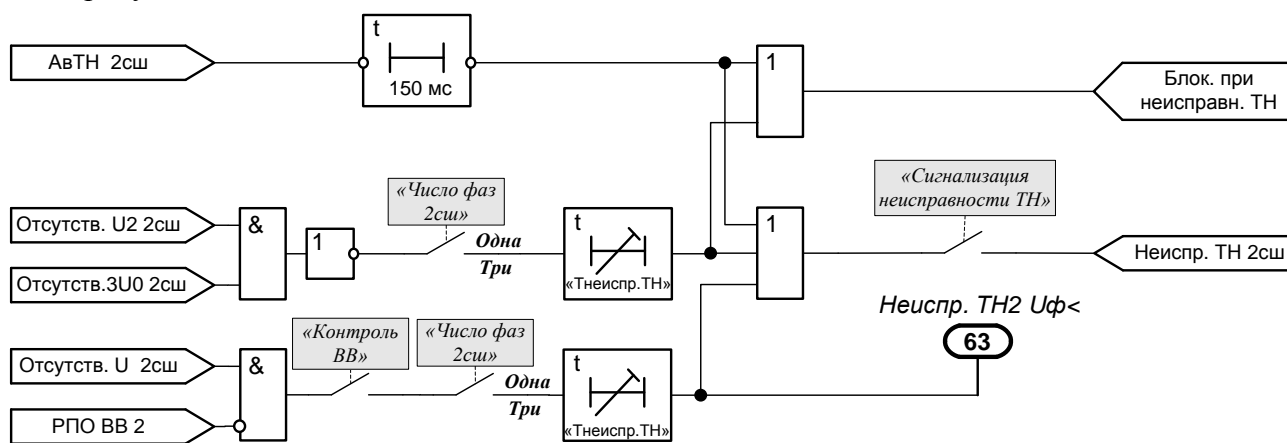 t
АвТН 2сш
150 мс
1
Блок. при
неисправн. ТН
«Сигнализация
неисправности ТН»
«Число фаз
2сш»
Отсутств. U2 2сш
&
1
Одна
Три
t
«Тнеиспр.ТН»
1
Отсутств.3U0 2сш
Неиспр. ТН 2сш
Неиспр. ТН2 Uф<
63
«Контроль
ВВ»
«Число фаз
2сш»
Отсутств. U 2сш
&
Одна
Три
t
«Тнеиспр.ТН»
РПО ВВ 2